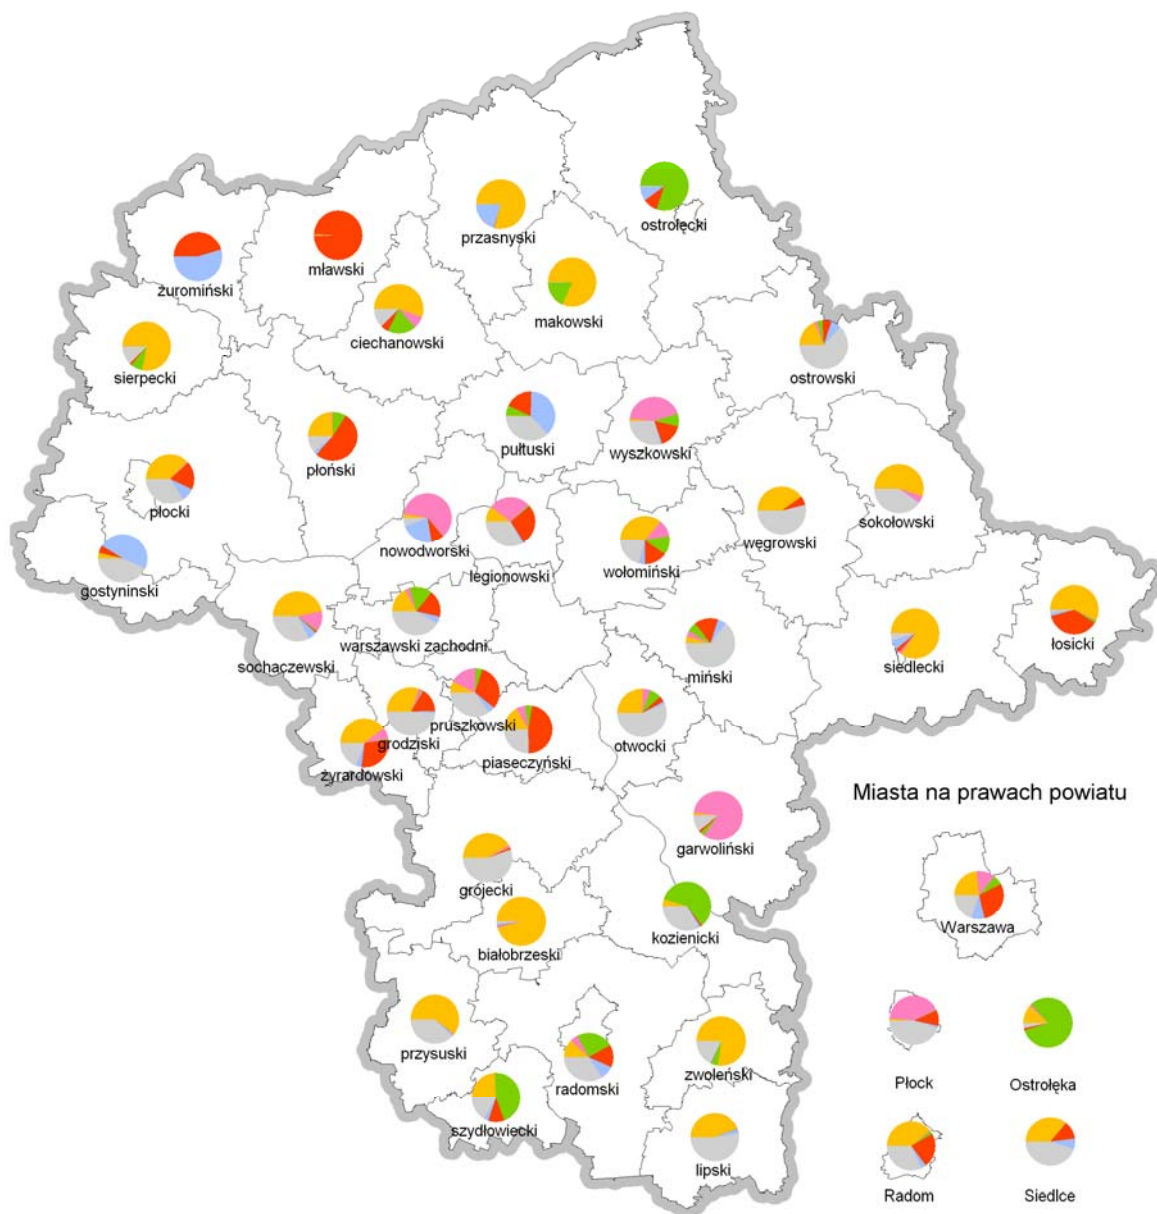 przasnyski
ostrołęcki
mławski
żuromiński
makowski
ciechanowski
sierpecki
ostrowski
płoński
pułtuski
wyszkowski
płocki
sokołowski
węgrowski
nowodworski
legionowski
wołomiński
gostyninski
sochaczewski
warszawski zachodni
siedlecki
łosicki
miński
pruszkowski
grodziski
otwocki
piaseczyński
żyrardowski
Miasta na prawach powiatu
garwoliński
grójecki
Warszawa
kozienicki
białobrzeski
przysuski
radomski
zwoleński
Płock
Ostrołęka
szydłowiecki
lipski
Radom
Siedlce